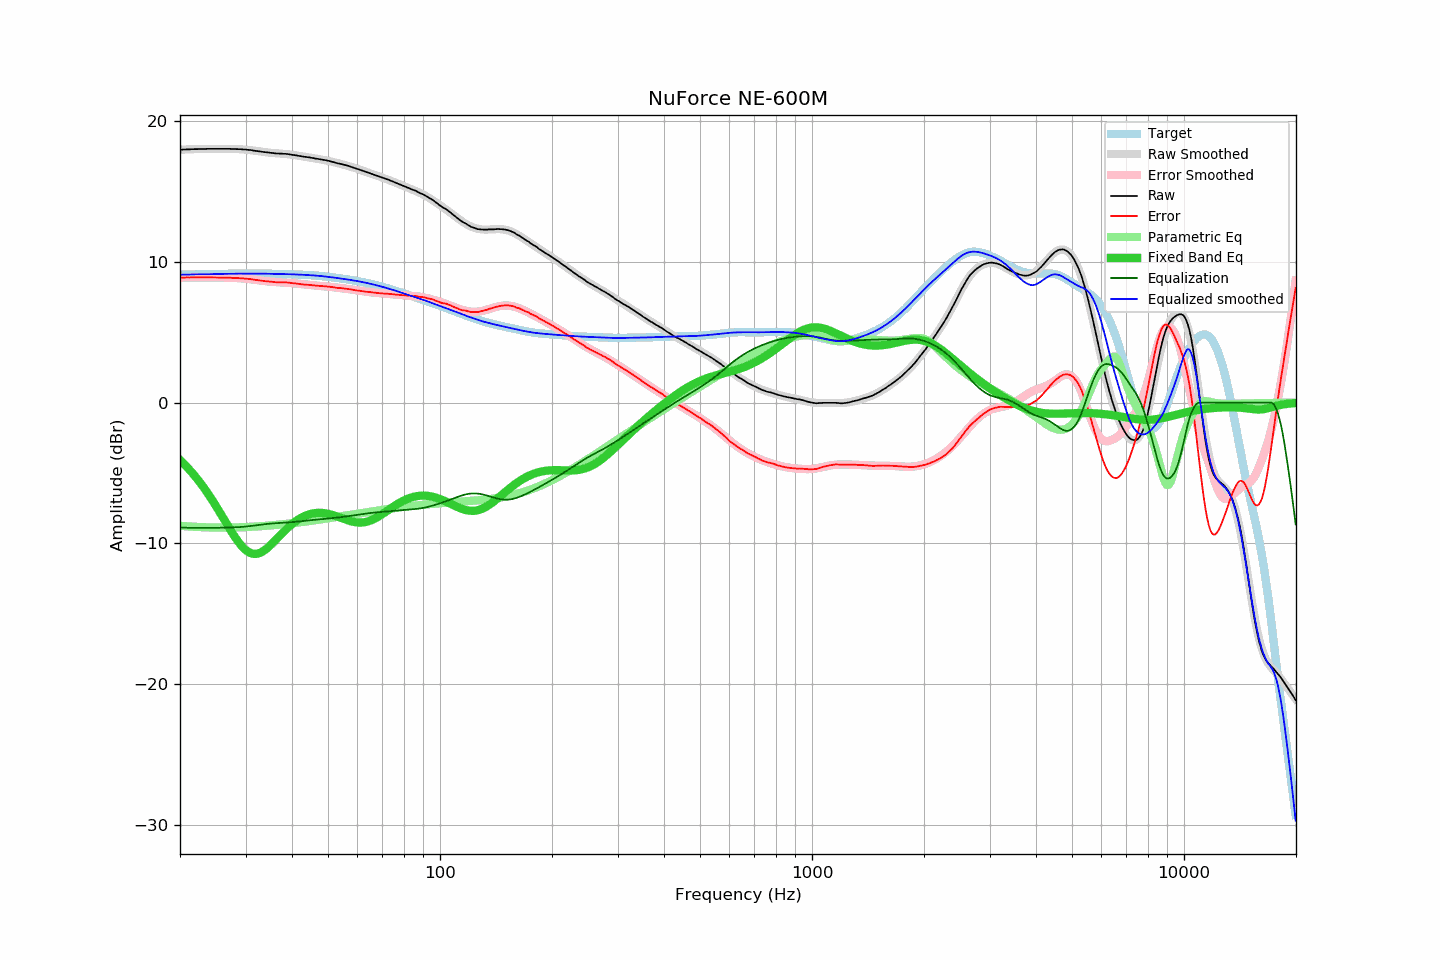 NuForce NE-600M
20
10
0
−10
−20
−30
Amplitude (dBr)
Target
Raw Smoothed
Error Smoothed
Raw
Error
Parametric Eq
Fixed Band Eq
Equalization
Equalized smoothed
100
1000
10000
Frequency (Hz)